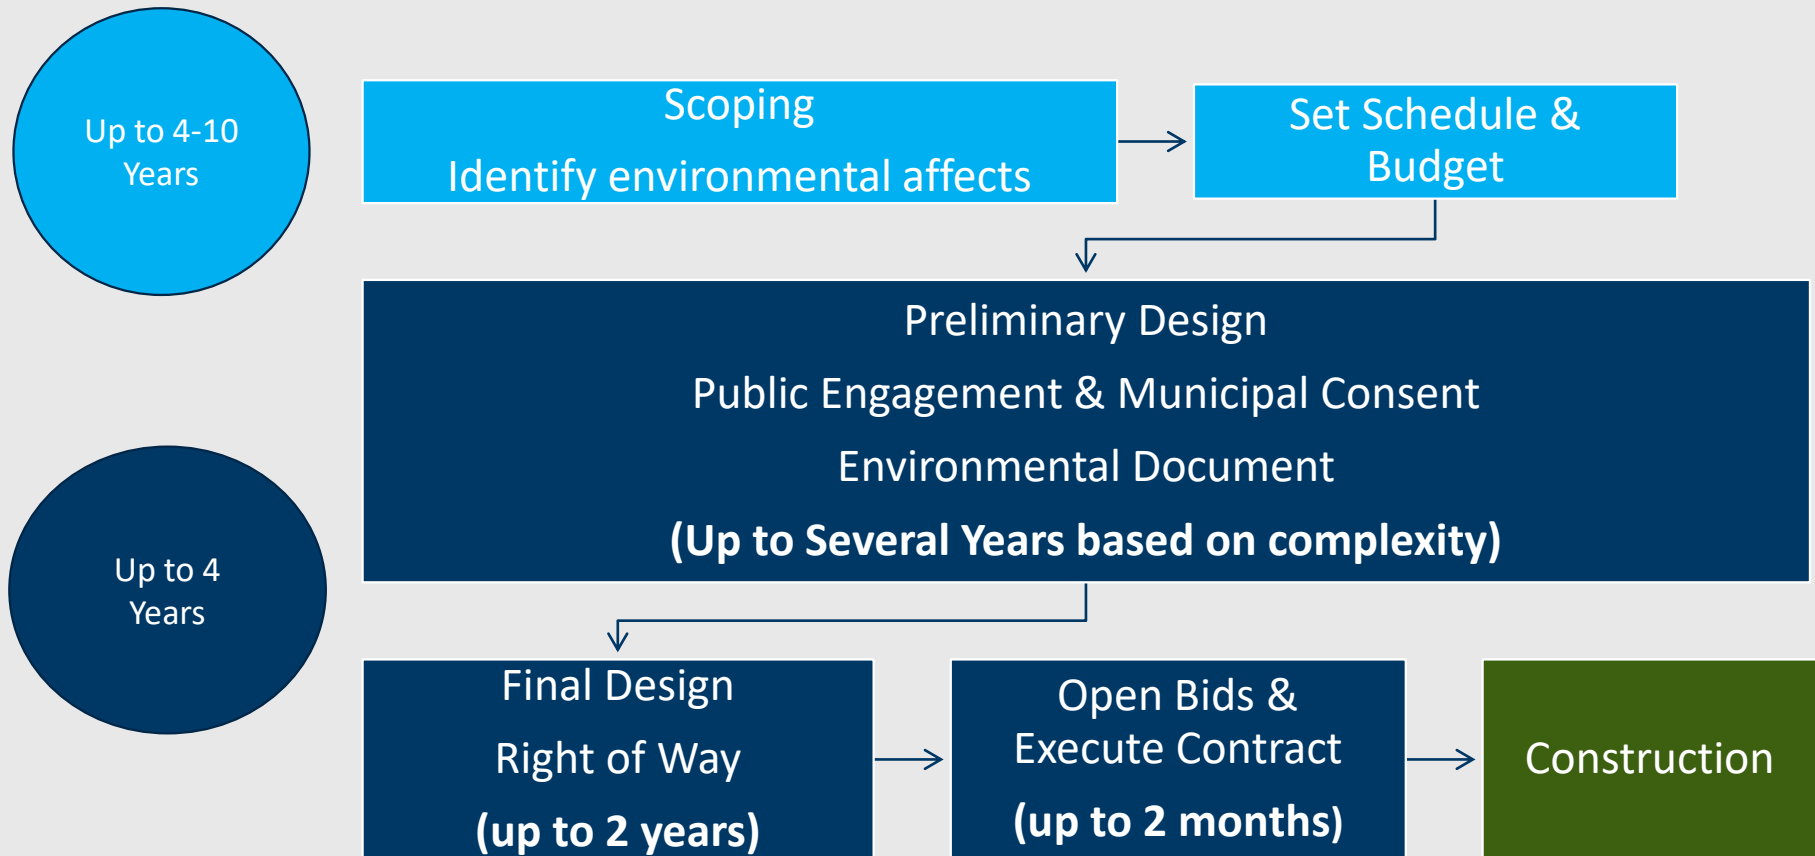 Up to 4-10
Years
Scoping
Identify environmental affects
Set Schedule &
Budget
Preliminary Design
Public Engagement & Municipal Consent
Environmental Document
(Up to Several Years based on complexity)
Up to 4
Years
Final Design
Right of Way
(up to 2 years)
Open Bids &
Execute Contract
(up to 2 months)
Construction